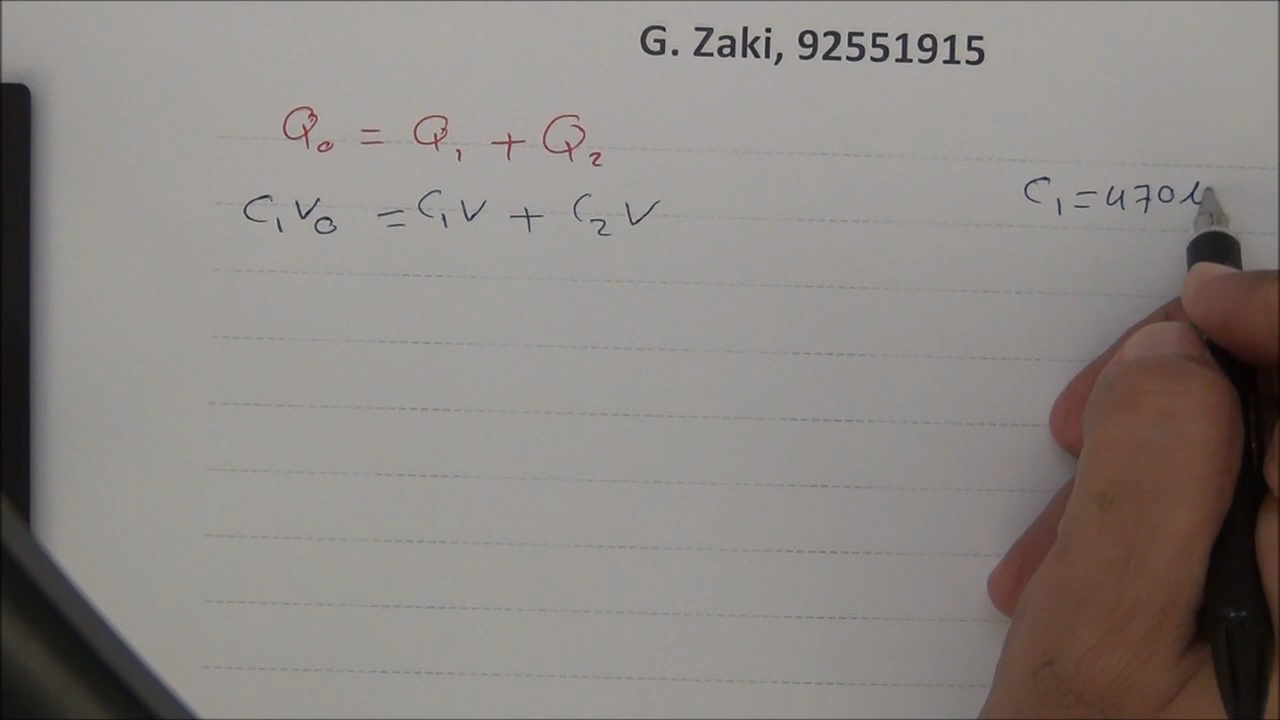 G. Zaki, 92551915
Q₀ = Q₁ + Q₂
C₁V₀ = C₁V + C₂V
C₁ = 470